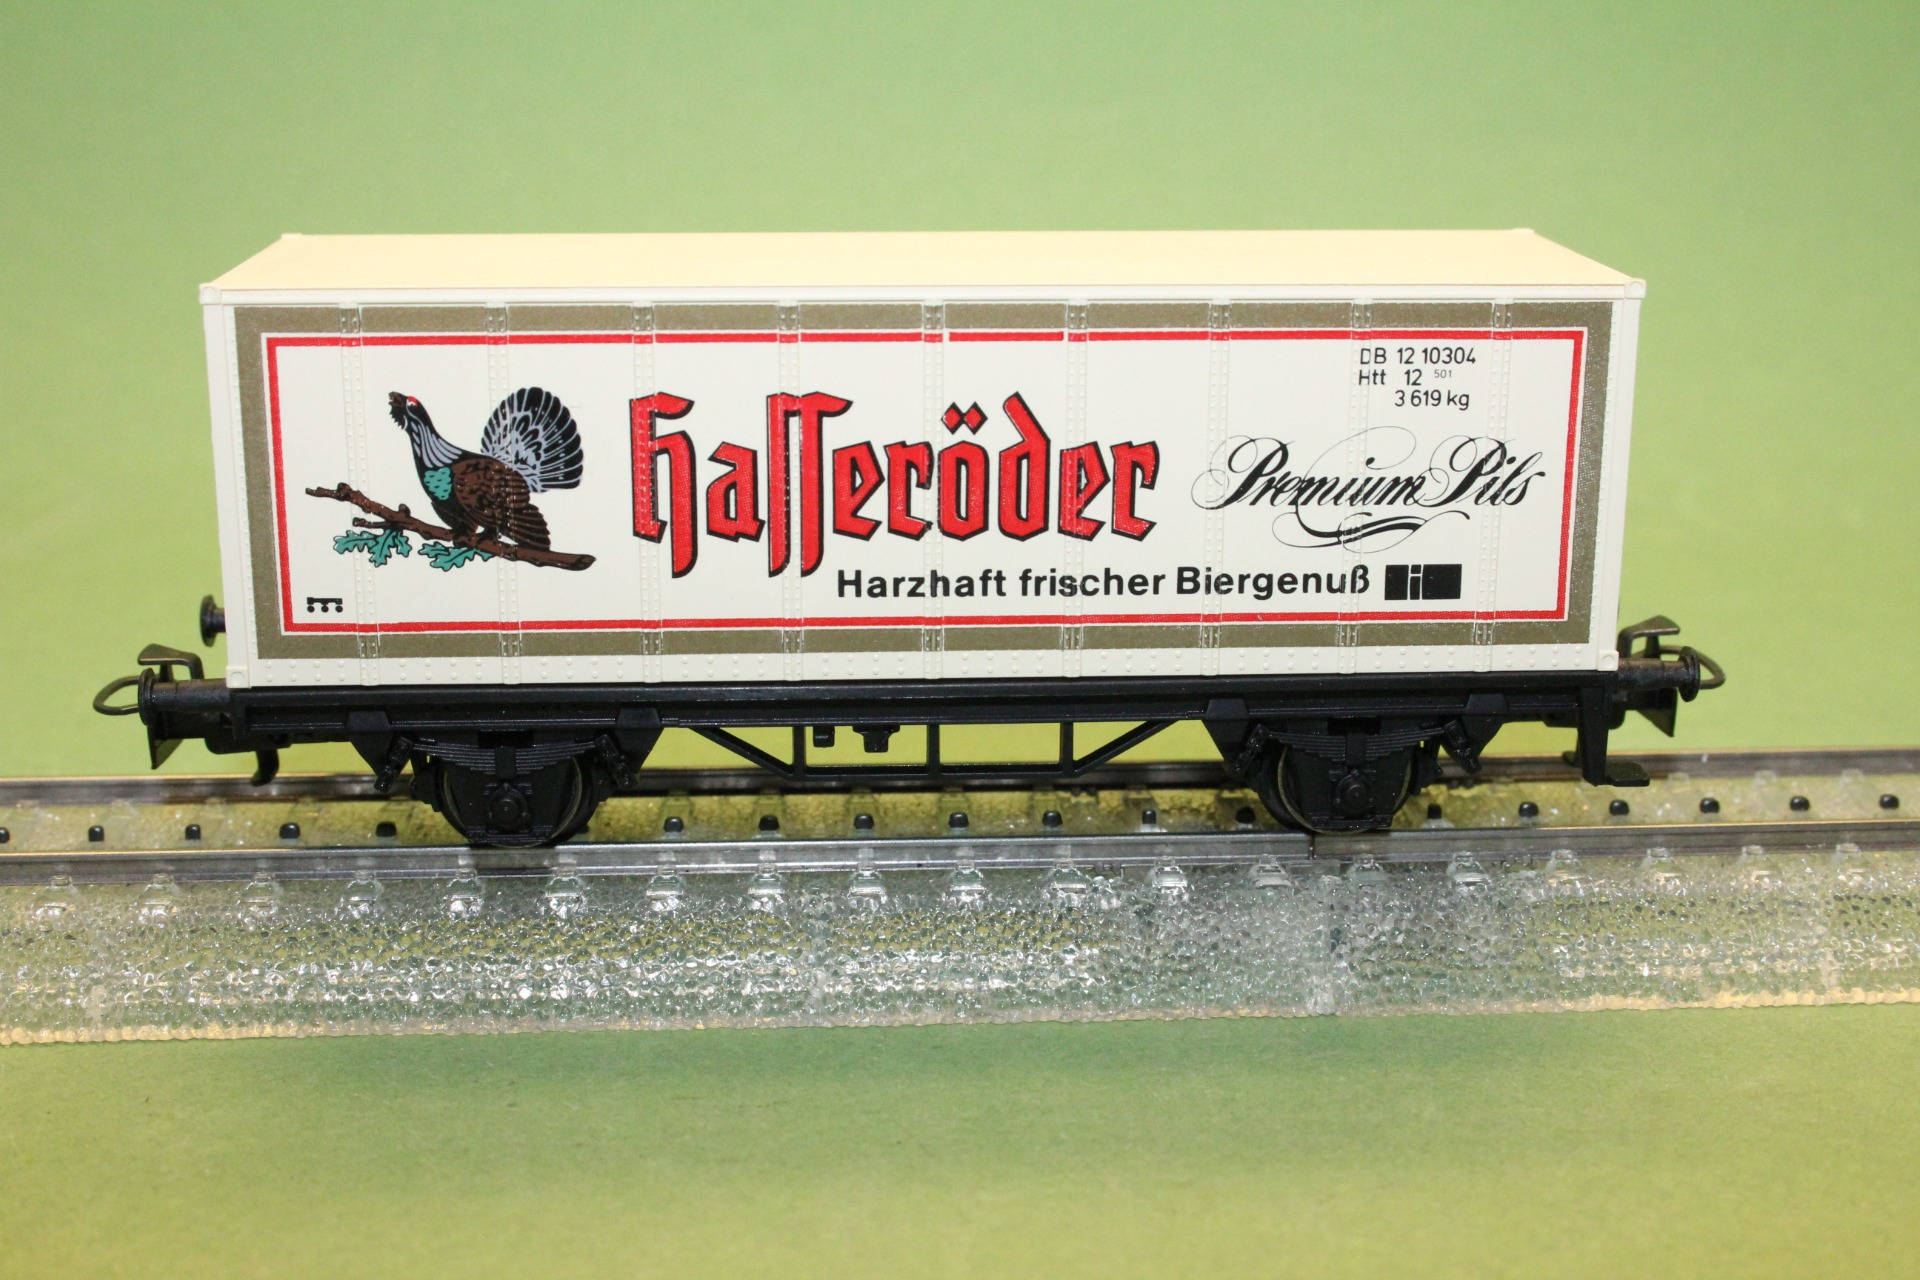 DB 12 10304
Htt 12 501
3 619 kg
Hasseröder
Premium Pils
Harzhaft frischer Biergenuß